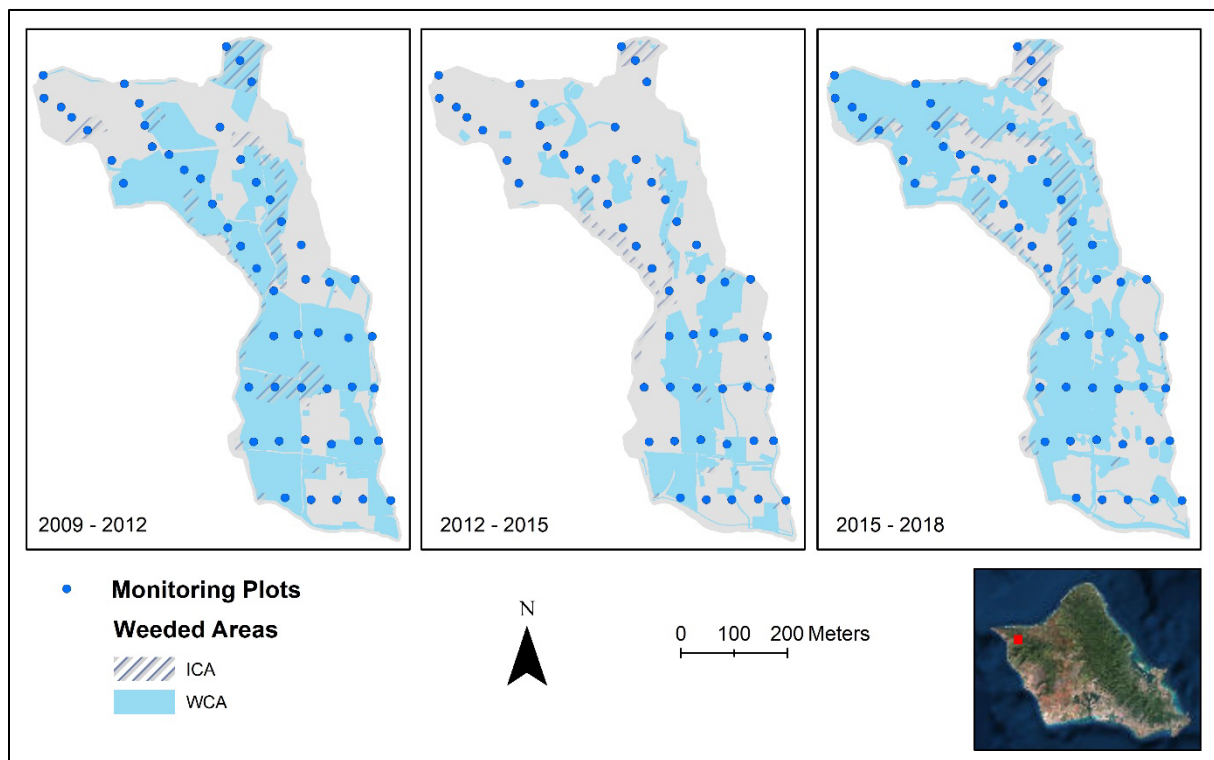 2009 - 2012
2012 - 2015
2015 - 2018
Monitoring Plots
Weeded Areas
ICA
WCA
N
0 100 200 Meters